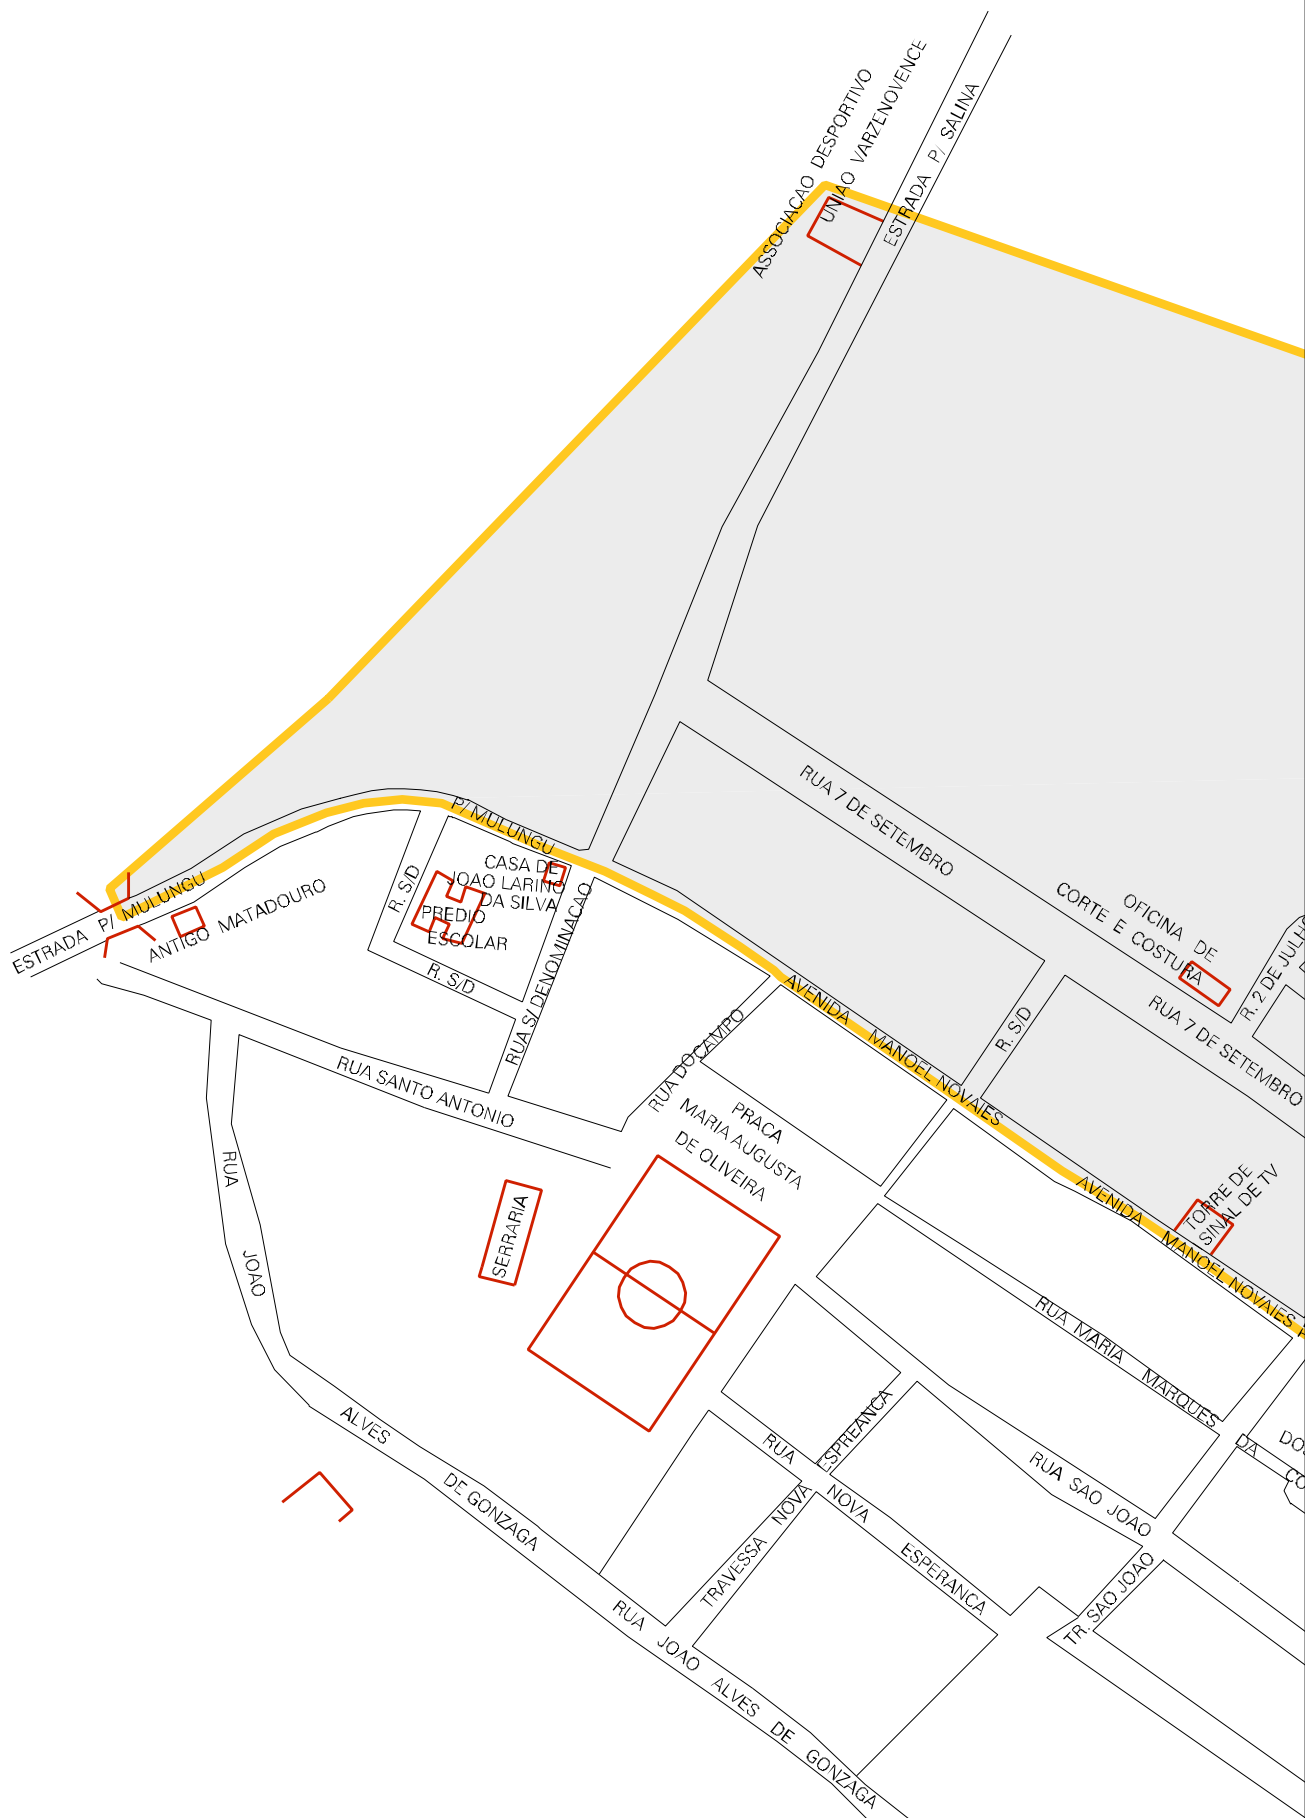 ASSOCIACAO DESPORTIVO
UNIAO VARZENOVENCE
ESTRADA P/ SALINA
RUA 7 DE SETEMBRO
OFICINA DE
CORTE E COSTURA
R. 2 DE JULH
RUA 7 DE SETEMBRO
P/ MULUNGU
CASA DE
JOAO LARINO
DA SILVA
R. S/D
PREDIO
ESCOLAR
ESTRADA P/ MULUNGU
ANTIGO MATADOURO
R. S/D
RUA S/ DENOMINACAO
AVENIDA MANOEL NOVAIES
R. S/D
RUA DO CAMPO
RUA SANTO ANTONIO
PRACA
MARIA AUGUSTA
DE OLIVEIRA
TORRE DE
SINAL DE TV
AVENIDA MANOEL NOVAIES
SERRARIA
RUA JOAO ALVES DE GONZAGA
RUA MARIA MARQUES
RUA SAO JOAO
DA
CO
RUA NOVA ESPERANCA
TRAVESSA NOVA ESPREANCA
TR. SAO JOAO
RUA JOAO ALVES DE GONZAGA